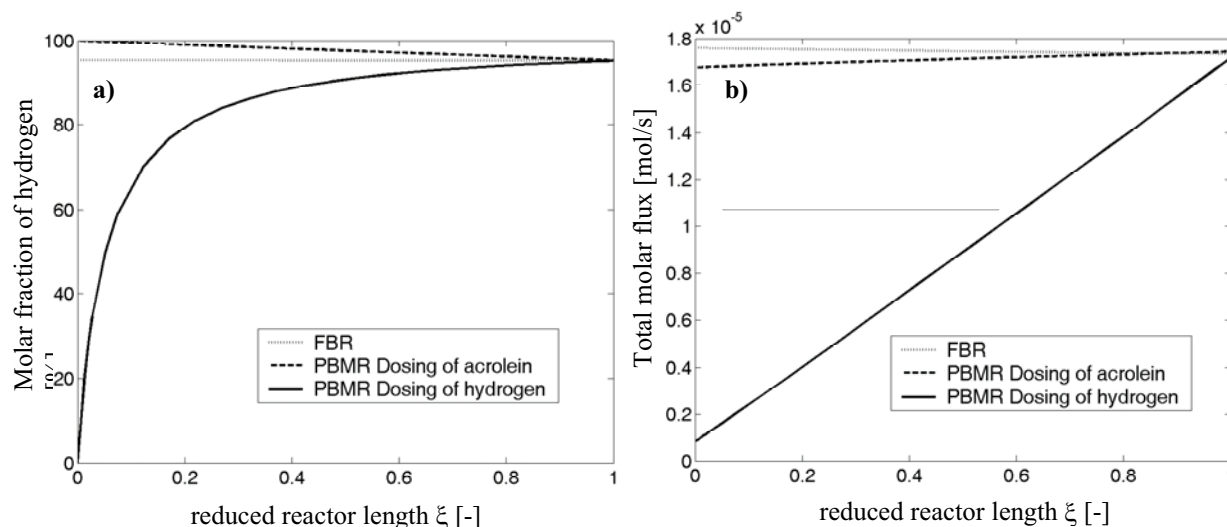 a)
Molar fraction of hydrogen
100
80
60
40
20
0
0
0.2
0.4
0.6
0.8
1
FBR
PBMR Dosing of acrolein
PBMR Dosing of hydrogen
reduced reactor length ξ [-]
b)
Total molar flux [mol/s]
x 10⁻⁵
1.8
1.6
1.4
1.2
1
0.8
0.6
0.4
0.2
0
0
0.2
0.4
0.6
0.8
FBR
PBMR Dosing of acrolein
PBMR Dosing of hydrogen
reduced reactor length ξ [-]